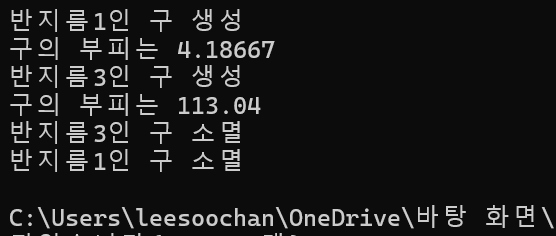 반지름1인 구 생성
구의 부피는 4.18667
반지름3인 구 생성
구의 부피는 113.04
반지름3인 구 소멸
반지름1인 구 소멸
C:\Users\leesoochan\OneDrive\바탕 화면\